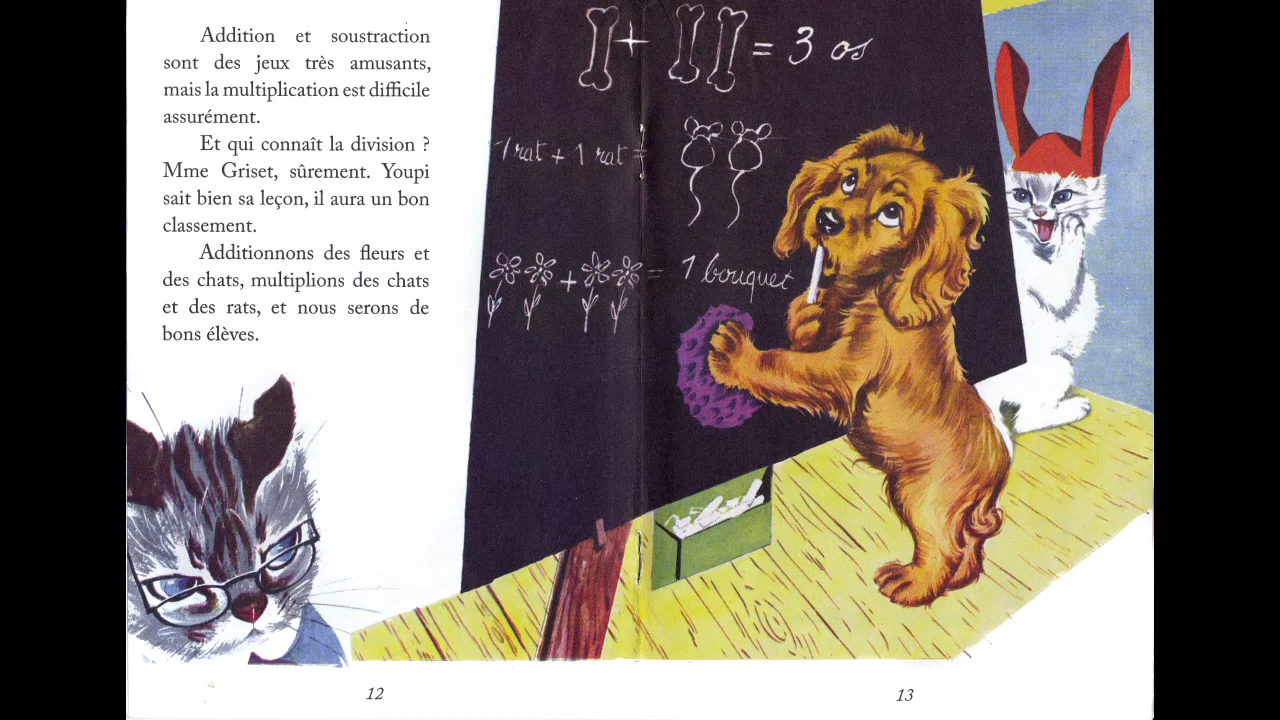 Addition et soustraction
sont des jeux très amusants,
mais la multiplication est difficile
assurément.
Et qui connaît la division ?
Mme Griset, sûrement. Youpi
sait bien sa leçon, il aura un bon
classement.
Additionnons des fleurs et
des chats, multiplions des chats
et des rats, et nous serons de
bons élèves.
12
+ = 3 os
1 rat + 1 rat =
+ = 1 bouquet
13